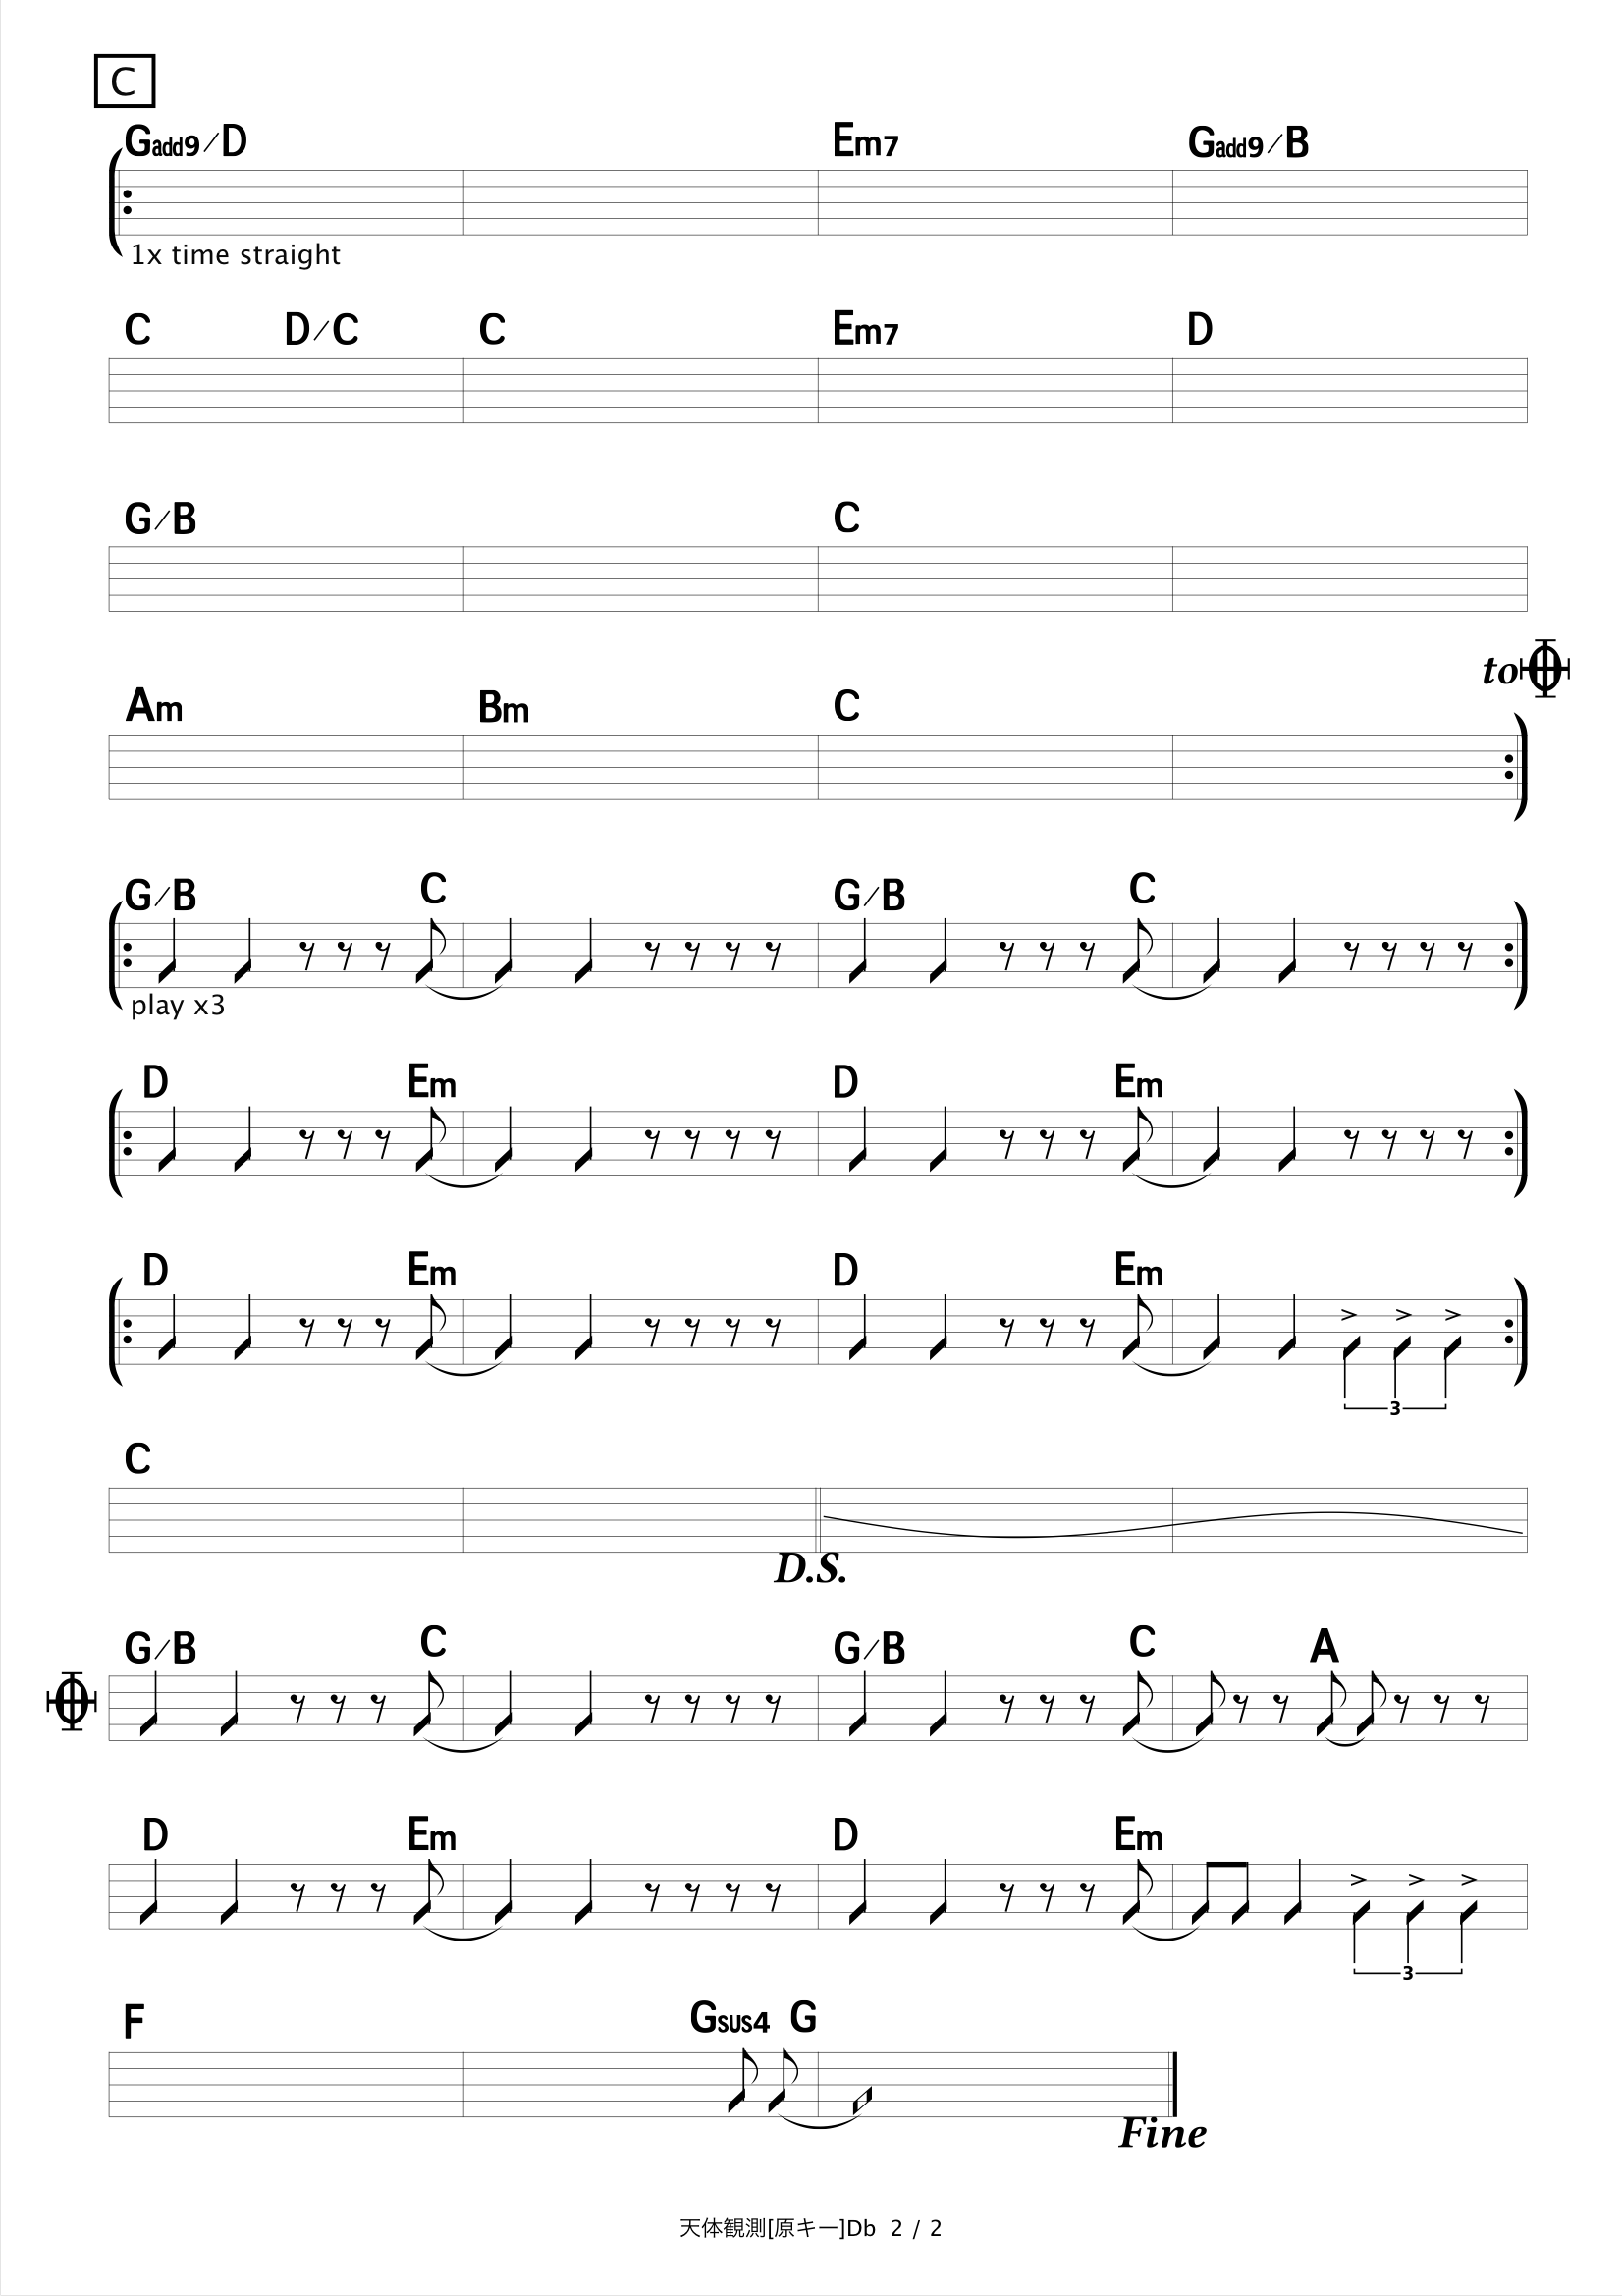 C
Gadd9/D Em7 Gadd9/B
1x time straight
C D/C C Em7 D
G/B C
to
Am Bm C
G/B C G/B C
play x3
D Em D Em
D Em D Em
3
C
D.S.
G/B C G/B C A
D Em D Em
3
F Gsus4 G
Fine
天体観測[原キー]Db 2 / 2